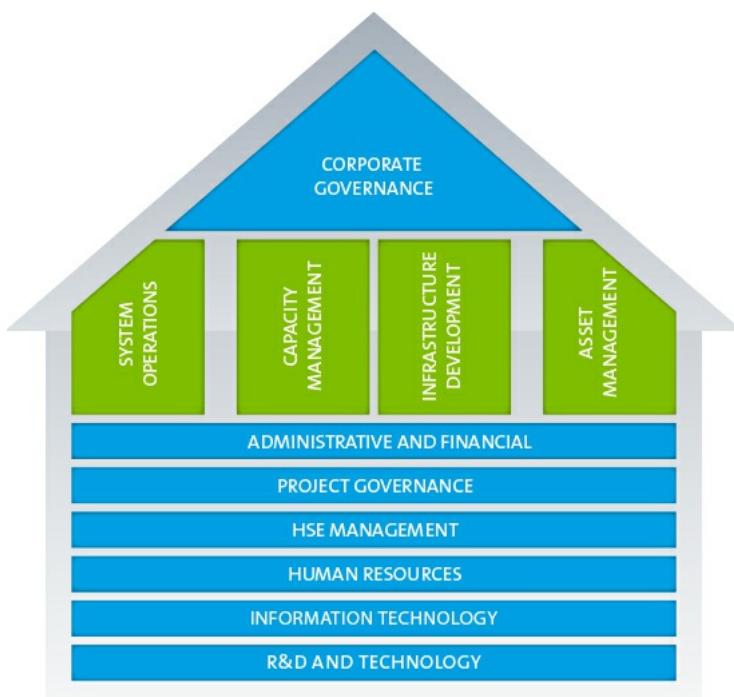 CORPORATE
GOVERNANCE
SYSTEM
OPERATIONS
CAPACITY
MANAGEMENT
INFRASTRUCTURE
DEVELOPMENT
ASSET
MANAGEMENT
ADMINISTRATIVE AND FINANCIAL
PROJECT GOVERNANCE
HSE MANAGEMENT
HUMAN RESOURCES
INFORMATION TECHNOLOGY
R&D AND TECHNOLOGY